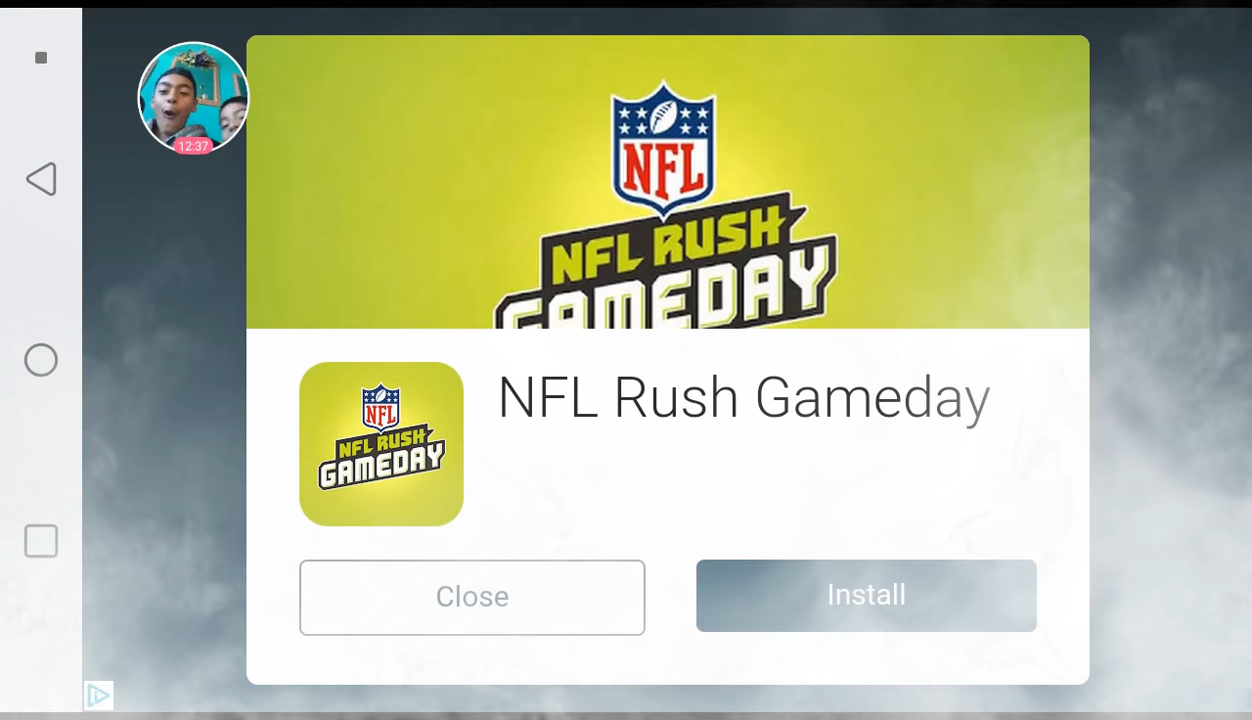 12:37
NFL
NFL RUSH
GAMEDAY
NFL
NFL RUSH
GAMEDAY
NFL Rush Gameday
Close
Install